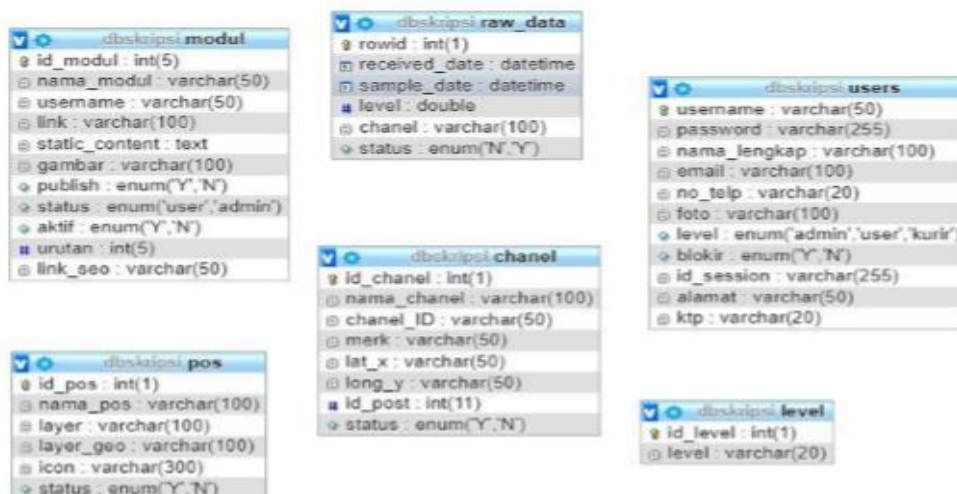 dbskripsi modul
id_modul : int(5)
nama_modul : varchar(50)
username : varchar(50)
link : varchar(100)
static_content : text
gambar : varchar(100)
publish : enum('Y','N')
status : enum('user','admin')
aktif : enum('Y','N')
urutan : int(5)
link_seo : varchar(50)
dbskripsi raw_data
rowid : int(1)
received_date : datetime
sample_date : datetime
level : double
chanel : varchar(100)
status : enum('N','Y')
dbskripsi users
username : varchar(50)
password : varchar(255)
nama_lengkap : varchar(100)
email : varchar(100)
no_telp : varchar(20)
foto : varchar(100)
level : enum('admin','user','kurir')
blokir : enum('Y','N')
id_session : varchar(255)
alamat : varchar(50)
ktp : varchar(20)
dbskripsi chanel
id_chanel : int(1)
nama_chanel : varchar(100)
chanel_ID : varchar(50)
merk : varchar(50)
lat_x : varchar(50)
long_y : varchar(50)
id_post : int(11)
status : enum('Y','N')
dbskripsi pos
id_pos : int(1)
nama_pos : varchar(100)
layer : varchar(100)
layer_geo : varchar(100)
icon : varchar(300)
status : enum('Y','N')
dbskripsi level
id_level : int(1)
level : varchar(20)